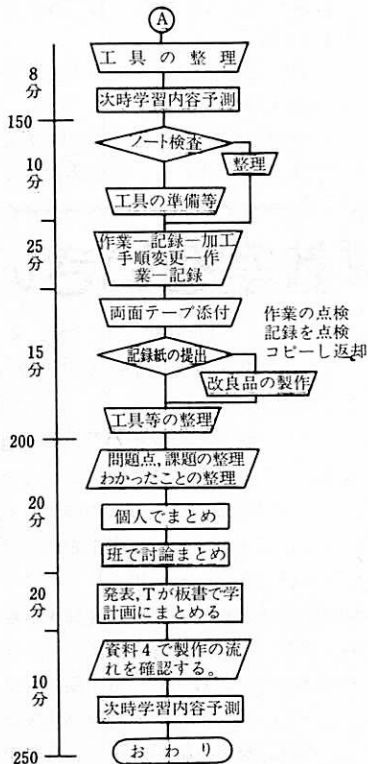 A
工具の整理
8
分
次時学習内容予測
150
ノート検査
整理
10
分
工具の準備等
25
分
作業―記録―加工
手順変更―作
業―記録
両面テープ添付
作業の点検
記録を点検
コピーし返却
15
分
記録紙の提出
改良品の製作
工具等の整理
200
問題点,課題の整理
わかったことの整理
20
分
個人でまとめ
班で討論まとめ
20
分
発表,Tが板書で学
計画にまとめる
資料4で製作の流
れを確認する。
10
分
次時学習内容予測
250
おわり